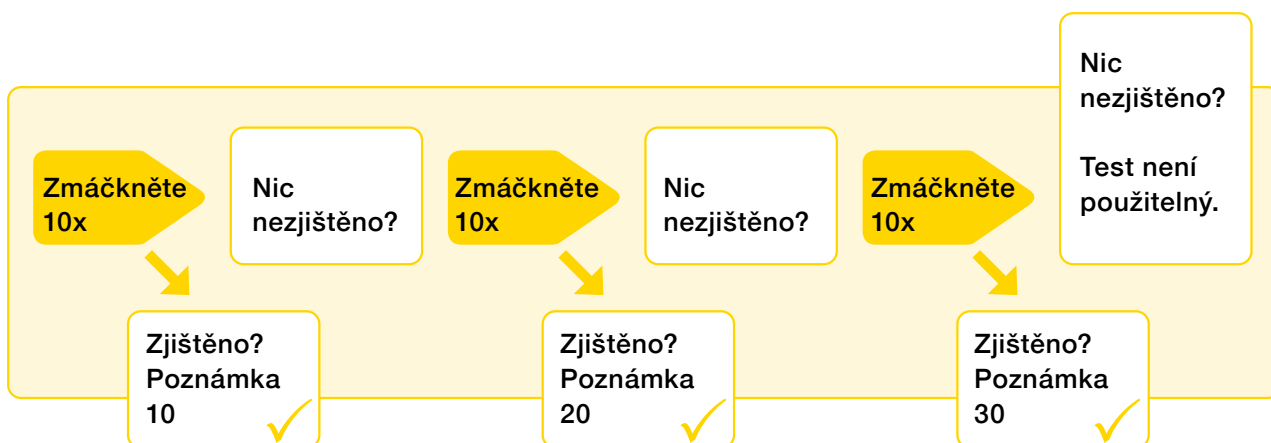 Zmáčkněte
10x
Nic
nezjištěno?
Zjištěno?
Poznámka
10
Zmáčkněte
10x
Nic
nezjištěno?
Zjištěno?
Poznámka
20
Zmáčkněte
10x
Nic
nezjištěno?
Test není
použitelný.
Zjištěno?
Poznámka
30